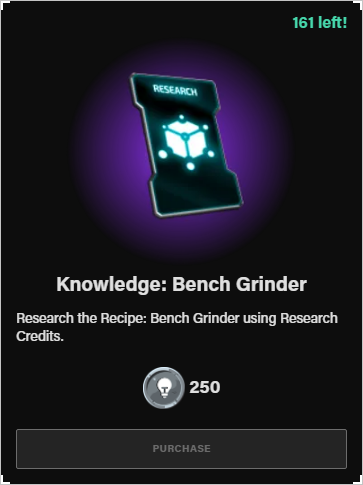 161 left!
RESEARCH
Knowledge: Bench Grinder
Research the Recipe: Bench Grinder using Research
Credits.
250
PURCHASE